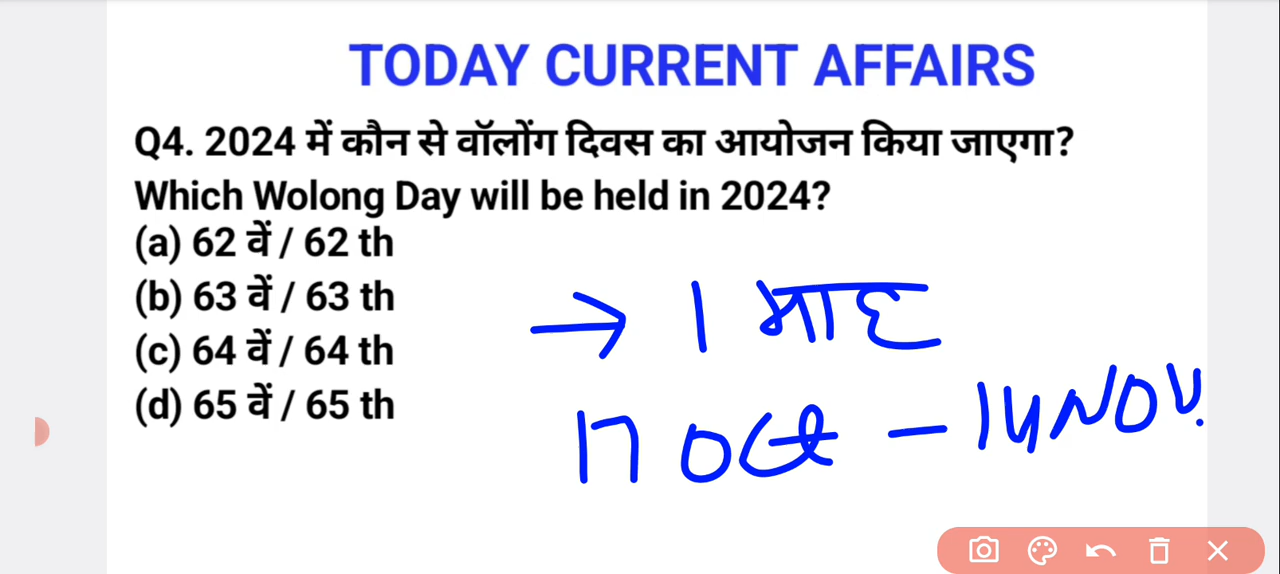 TODAY CURRENT AFFAIRS
Q4. 2024 में कौन से वॉलोंग दिवस का आयोजन किया जाएगा?
Which Wolong Day will be held in 2024?
(a) 62 वें / 62 th
(b) 63 वें / 63 th
(c) 64 वें / 64 th
(d) 65 वें / 65 th
→ 1 माह
17 Oct - 14 NOV.